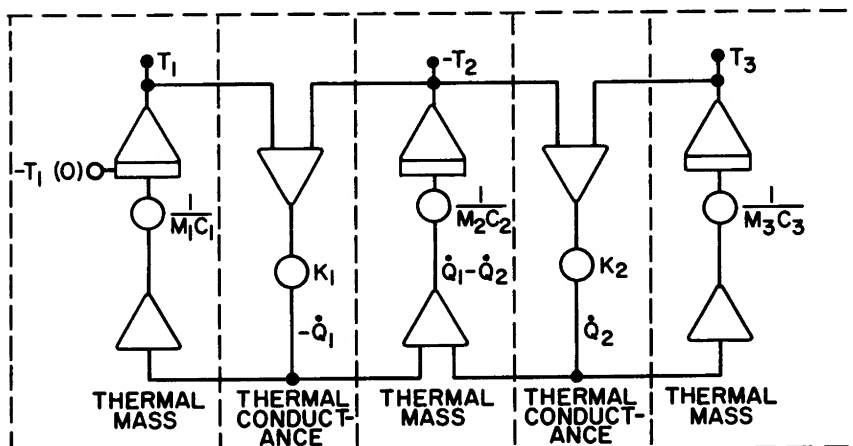 T₁
-T₂
T₃
-T₁ (0)
1/M₁C₁
1/M₂C₂
1/M₃C₃
K₁
Q̇₁-Q̇₂
K₂
-Q̇₁
Q̇₂
THERMAL
MASS
THERMAL
CONDUCT-
ANCE
THERMAL
MASS
THERMAL
CONDUCT-
ANCE
THERMAL
MASS